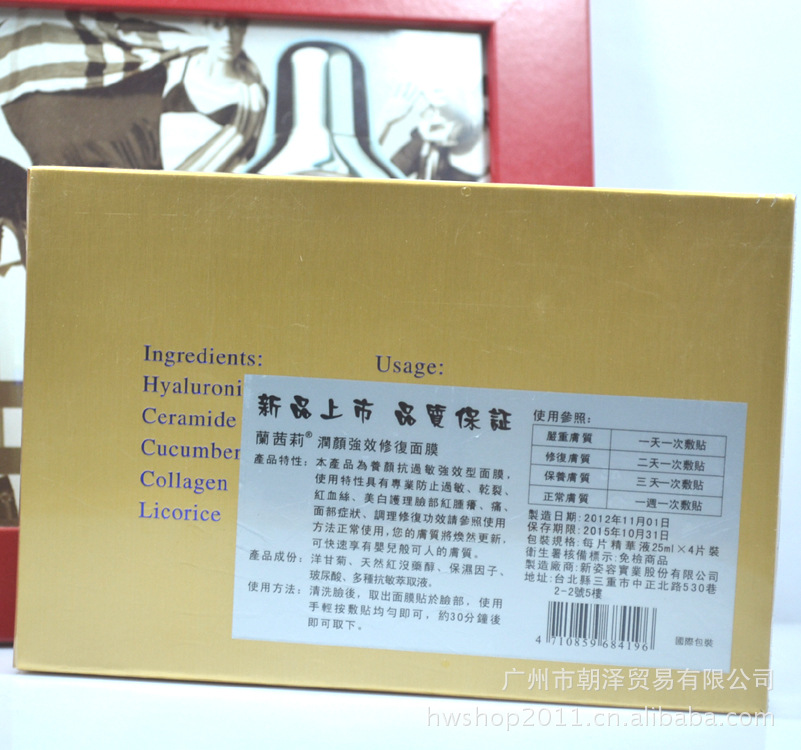 Ingredients:
Hyaluroni
Ceramide
Cucumber
Collagen
Licorice
Usage:
新品上市 品質保証
蘭茜莉® 潤顏強效修復面膜
產品特性：本產品為養顏抗過敏強效型面膜，
使用特性具有專業防止過敏、乾裂、
紅血絲、美白護理臉部紅腫癢、痛、
面部症狀、調理修復功效請參照使用
方法正常使用，您的膚質將煥然更新，
可快速享有嬰兒般可人的膚質。
產品成份：洋甘菊、天然紅沒藥醇、保濕因子、
玻尿酸、多種抗敏萃取液。
使用方法：清洗臉後，取出面膜貼於臉部，使用
手輕按敷貼均勻即可，約30分鐘後
即可取下。
使用參照：
嚴重膚質 一天一次敷貼
修復膚質 二天一次敷貼
保養膚質 三天一次敷貼
正常膚質 一週一次敷貼
製造日期：2012年11月01日
保存期限：2015年10月31日
包裝規格：每片精華液25ml×4片裝
衛生署核備標示：免檢商品
製造廠商：新姿容實業股份有限公司
地址：台北縣三重市中正北路530巷
2-2號5樓
4 710859 684196
國際包裝
广州市朝泽贸易有限公司
hwshop2011.cn.alibaba.com